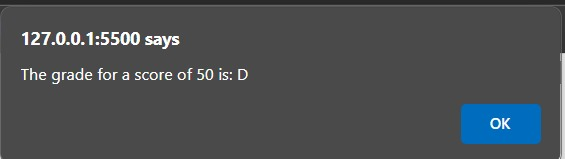 127.0.0.1:5500 says
The grade for a score of 50 is: D
OK